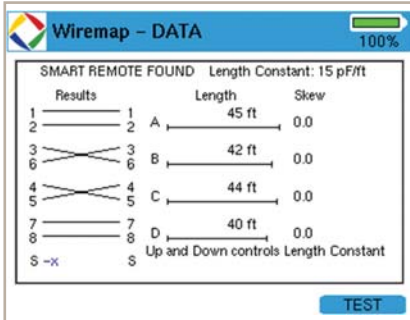 Wiremap – DATA
100%
SMART REMOTE FOUND Length Constant: 15 pF/ft
Results Length Skew
1 1
2 2 A 45 ft 0.0
3 3
6 6 B 42 ft 0.0
4 4
5 5 C 44 ft 0.0
7 7
8 8 D 40 ft 0.0
Up and Down controls Length Constant
S -x S
TEST